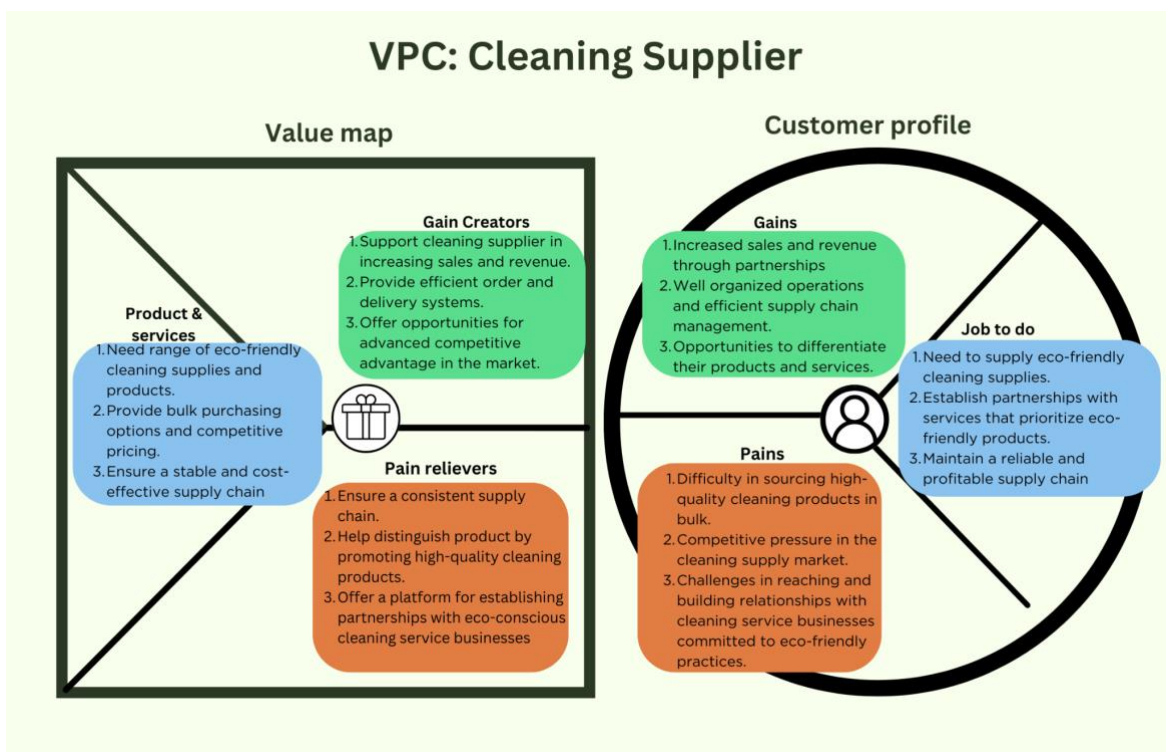 VPC: Cleaning Supplier
Value map
Gain Creators
1. Support cleaning supplier in
increasing sales and revenue.
2. Provide efficient order and
delivery systems.
3. Offer opportunities for
advanced competitive
advantage in the market.
Product &
services
1. Need range of eco-friendly
cleaning supplies and
products.
2. Provide bulk purchasing
options and competitive
pricing.
3. Ensure a stable and cost-
effective supply chain
Pain relievers
1. Ensure a consistent supply
chain.
2. Help distinguish product by
promoting high-quality cleaning
products.
3. Offer a platform for establishing
partnerships with eco-conscious
cleaning service businesses
Customer profile
Gains
1. Increased sales and revenue
through partnerships
2. Well organized operations
and efficient supply chain
management.
3. Opportunities to differentiate
their products and services.
Job to do
1. Need to supply eco-friendly
cleaning supplies.
2. Establish partnerships with
services that prioritize eco-
friendly products.
3. Maintain a reliable and
profitable supply chain
Pains
1. Difficulty in sourcing high-
quality cleaning products in
bulk.
2. Competitive pressure in the
cleaning supply market.
3. Challenges in reaching and
building relationships with
cleaning service businesses
committed to eco-friendly
practices.